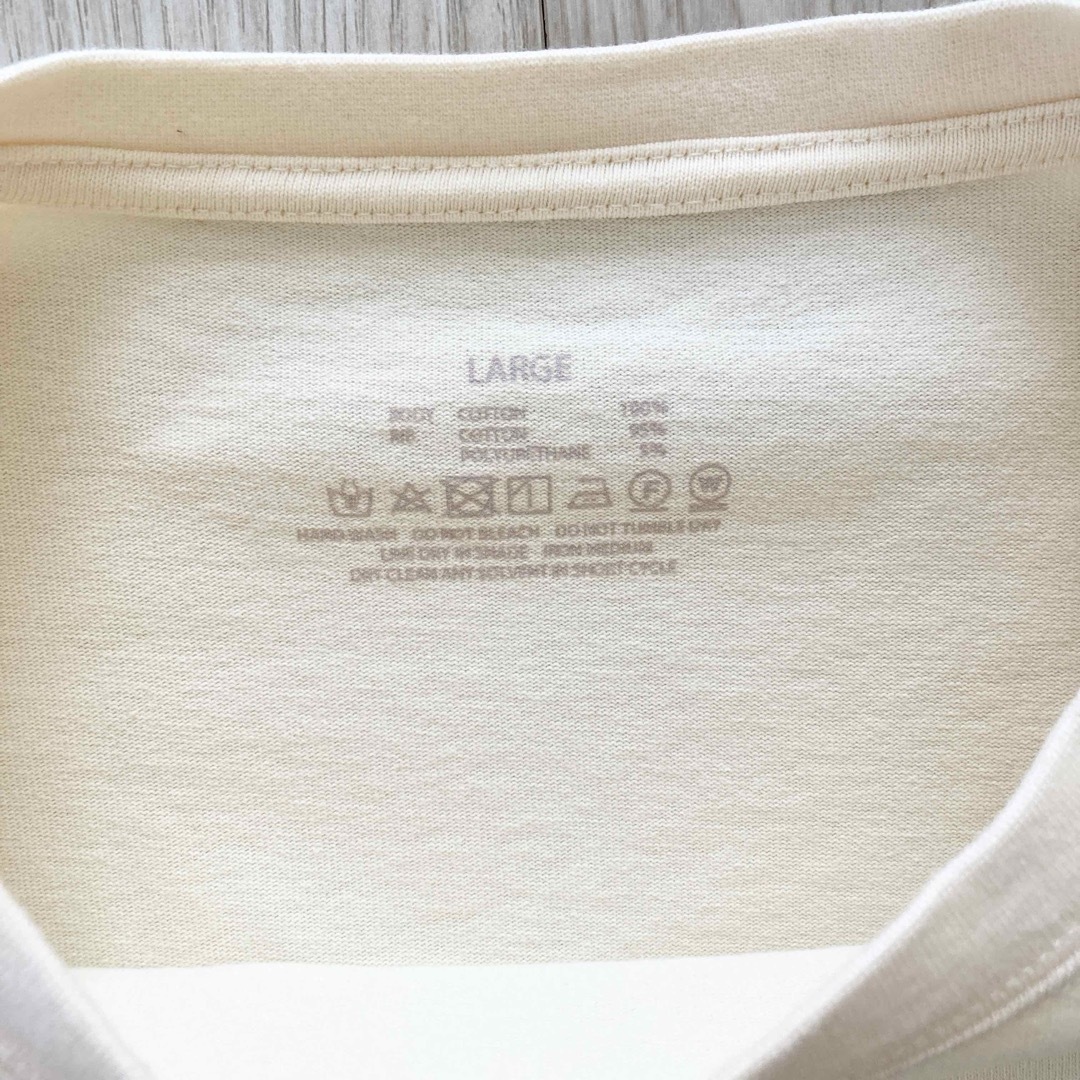 LARGE
BODY COTTON 100%
RIB COTTON 95%
POLYURETHANE 5%
F W
HAND WASH DO NOT BLEACH DO NOT TUMBLE DRY
LINE DRY IN SHADE IRON MEDIUM
DRY CLEAN ANY SOLVENT IN SHORT CYCLE